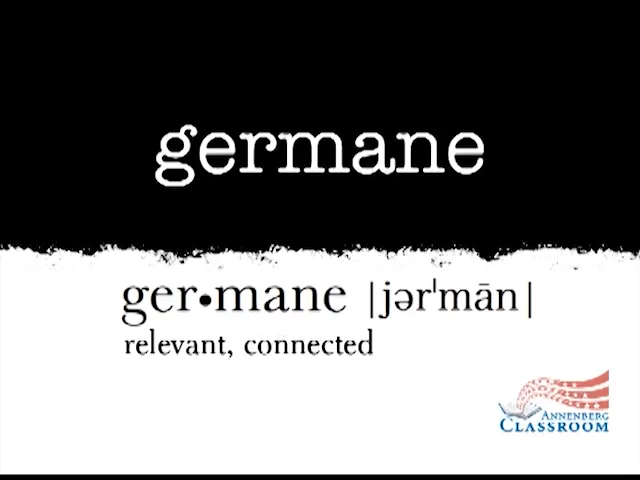 germane
ger•mane |jərˈmān|
relevant, connected
ANNENBERG
CLASSROOM